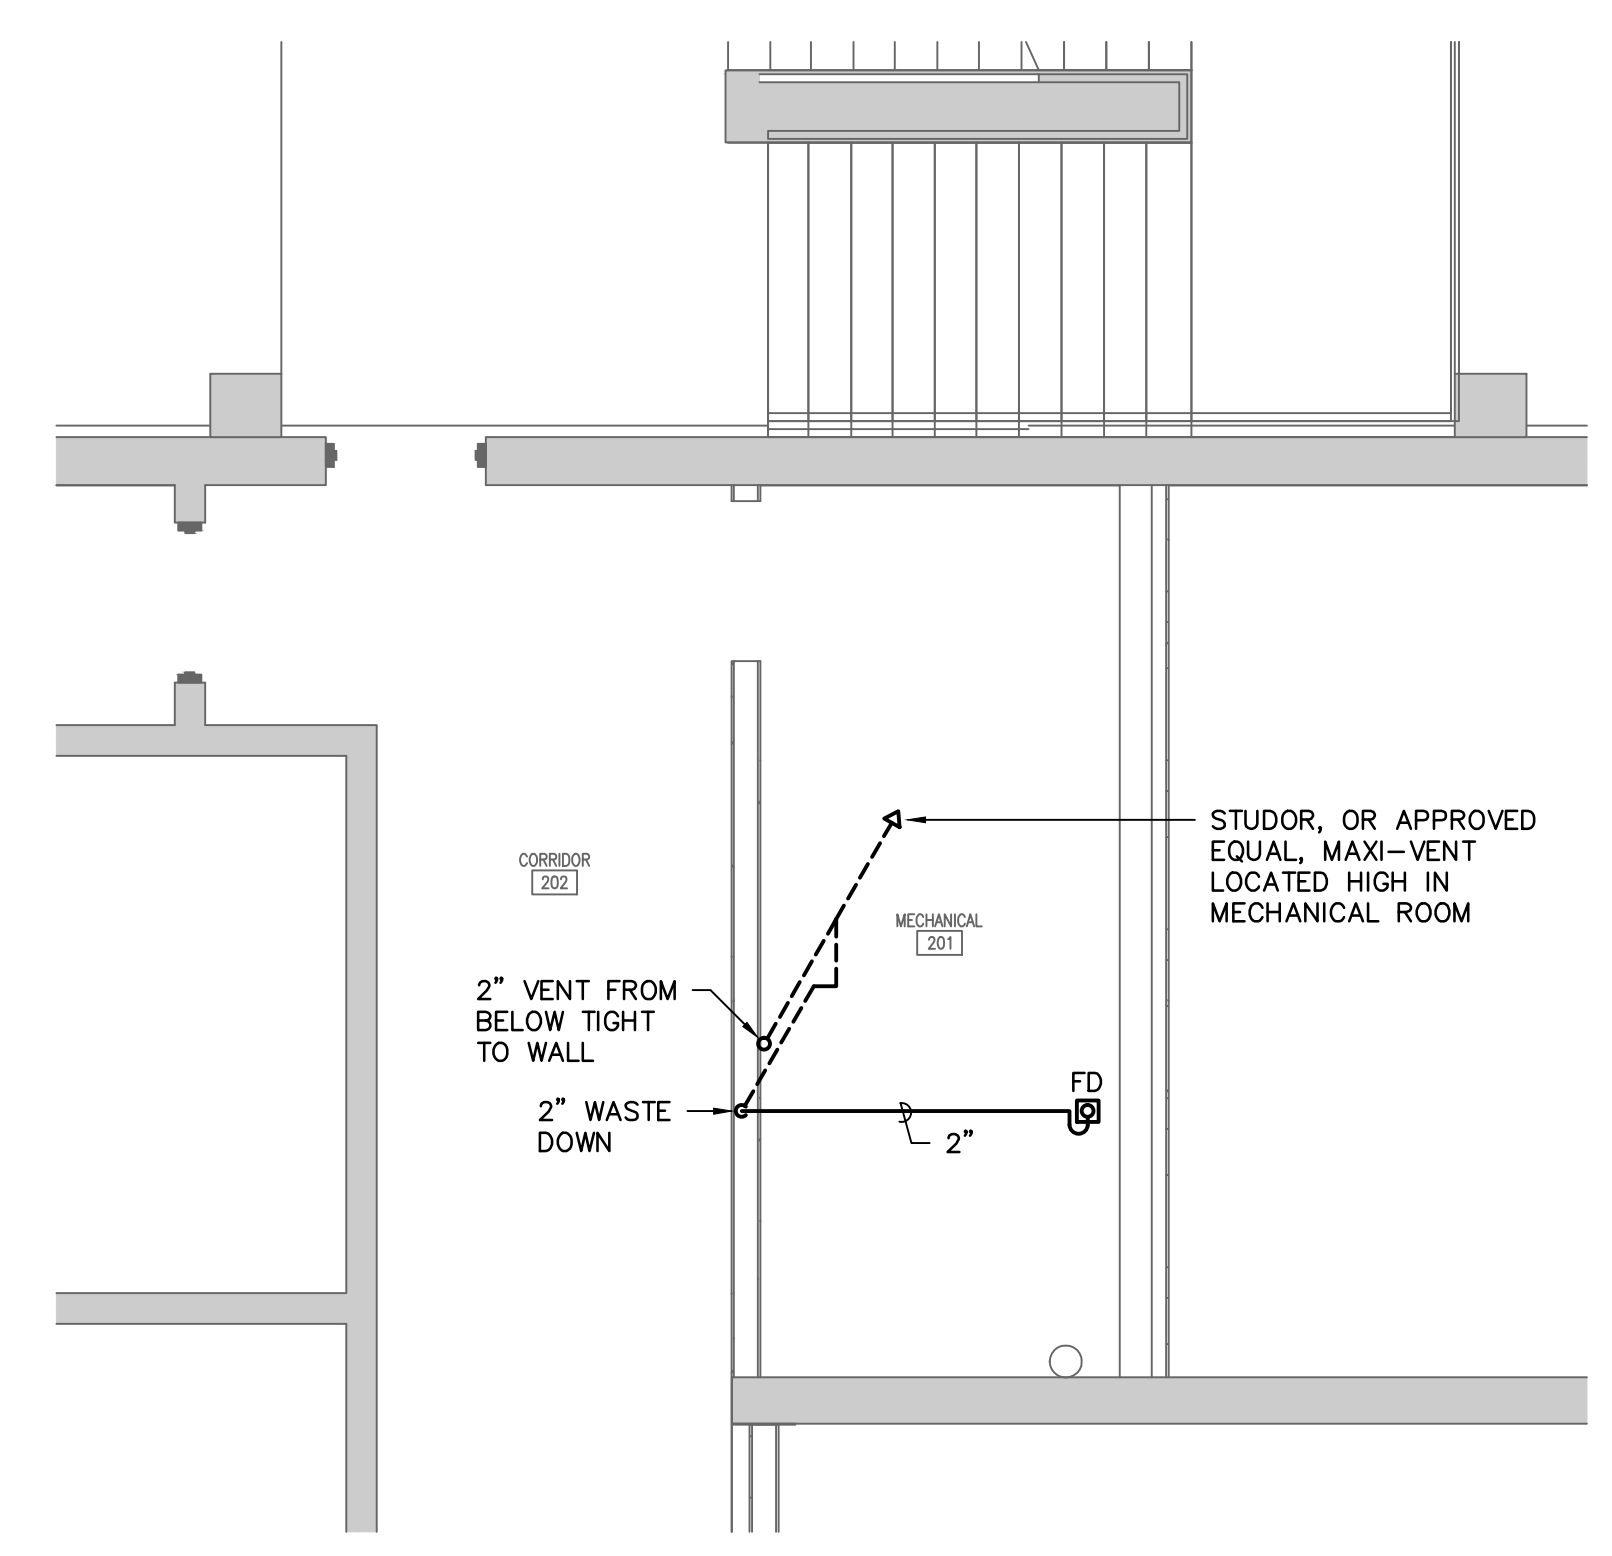 STUDOR, OR APPROVED
EQUAL, MAXI-VENT
LOCATED HIGH IN
MECHANICAL ROOM
CORRIDOR
202
MECHANICAL
201
2” VENT FROM
BELOW TIGHT
TO WALL
FD
2” WASTE
DOWN
2”